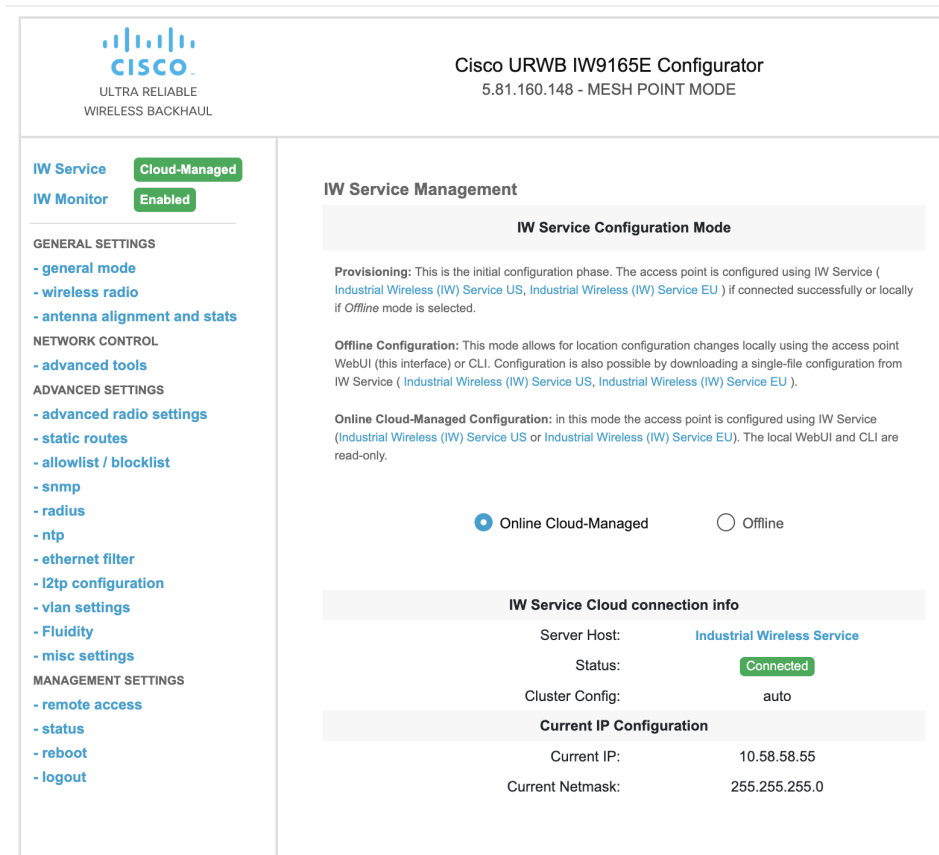 CISCO
ULTRA RELIABLE
WIRELESS BACKHAUL
Cisco URWB IW9165E Configurator
5.81.160.148 - MESH POINT MODE
IW Service Cloud-Managed
IW Monitor Enabled
GENERAL SETTINGS
- general mode
- wireless radio
- antenna alignment and stats
NETWORK CONTROL
- advanced tools
ADVANCED SETTINGS
- advanced radio settings
- static routes
- allowlist / blocklist
- snmp
- radius
- ntp
- ethernet filter
- l2tp configuration
- vlan settings
- Fluidity
- misc settings
MANAGEMENT SETTINGS
- remote access
- status
- reboot
- logout
IW Service Management
IW Service Configuration Mode
Provisioning: This is the initial configuration phase. The access point is configured using IW Service (
Industrial Wireless (IW) Service US, Industrial Wireless (IW) Service EU ) if connected successfully or locally
if Offline mode is selected.
Offline Configuration: This mode allows for location configuration changes locally using the access point
WebUI (this interface) or CLI. Configuration is also possible by downloading a single-file configuration from
IW Service ( Industrial Wireless (IW) Service US, Industrial Wireless (IW) Service EU ).
Online Cloud-Managed Configuration: in this mode the access point is configured using IW Service
(Industrial Wireless (IW) Service US or Industrial Wireless (IW) Service EU). The local WebUI and CLI are
read-only.
Online Cloud-Managed Offline
IW Service Cloud connection info
Server Host: Industrial Wireless Service
Status: Connected
Cluster Config: auto
Current IP Configuration
Current IP: 10.58.58.55
Current Netmask: 255.255.255.0